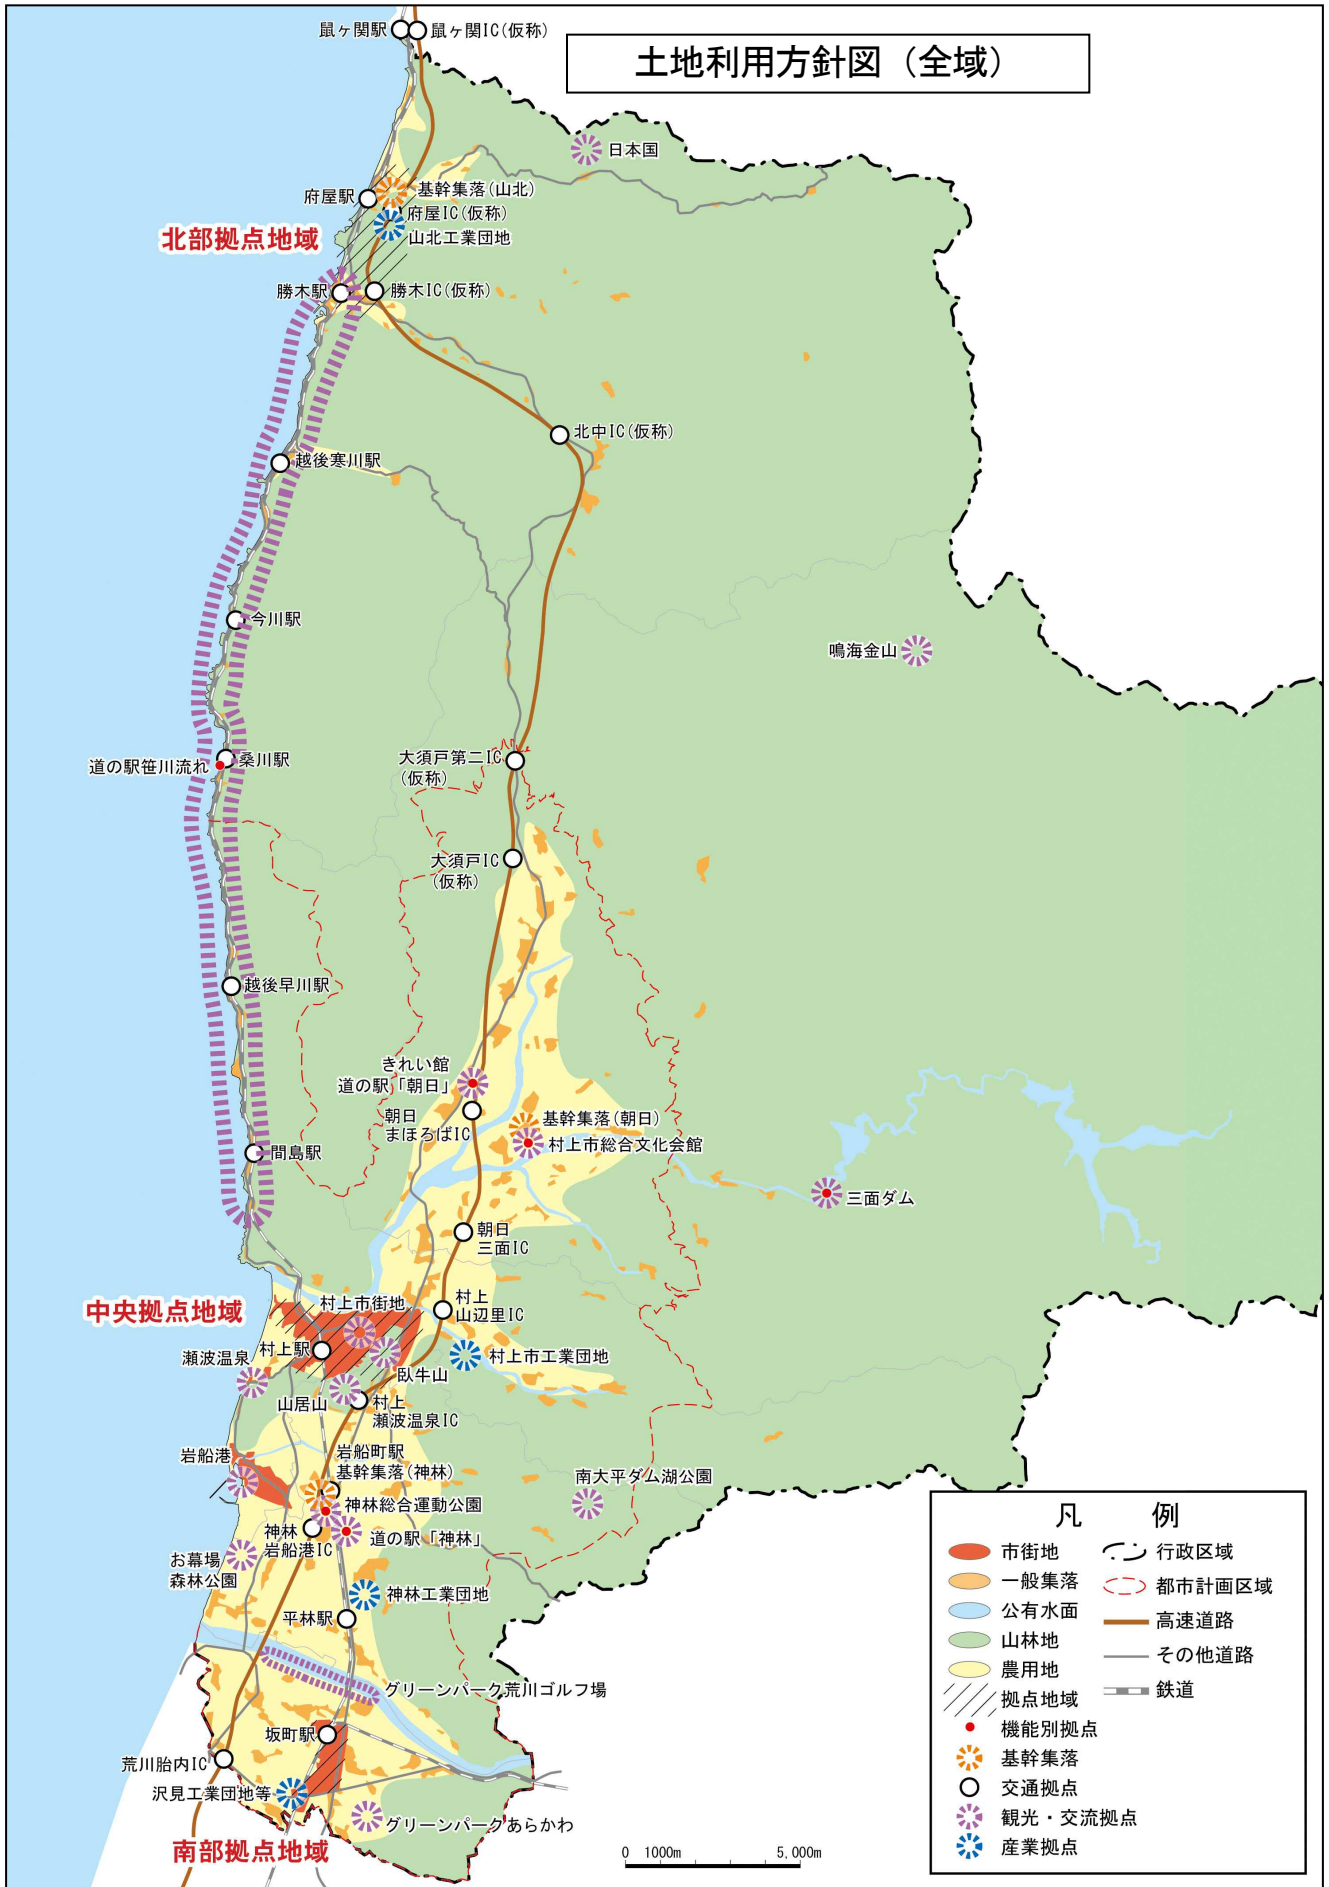 鼠ヶ関駅
鼠ヶ関IC(仮称)
土地利用方針図（全域）
日本国
府屋駅
基幹集落(山北)
府屋IC(仮称)
山北工業団地
北部拠点地域
勝木駅
勝木IC(仮称)
北中IC(仮称)
越後寒川駅
今川駅
鳴海金山
道の駅笹川流れ
桑川駅
大須戸第二IC
(仮称)
大須戸IC
(仮称)
越後早川駅
きれい館
道の駅「朝日」
朝日
まほろばIC
基幹集落(朝日)
村上市総合文化会館
間島駅
三面ダム
朝日
三面IC
中央拠点地域
村上市街地
村上
山辺里IC
村上駅
瀬波温泉
村上市工業団地
臥牛山
山居山
村上
瀬波温泉IC
岩船港
岩船町駅
基幹集落(神林)
神林総合運動公園
南大平ダム湖公園
神林
岩船港IC
道の駅「神林」
お幕場
森林公園
神林工業団地
平林駅
グリーンパーク荒川ゴルフ場
坂町駅
荒川胎内IC
沢見工業団地等
グリーンパークあらかわ
南部拠点地域
0 1000m 5,000m
凡 例
市街地
一般集落
公有水面
山林地
農用地
拠点地域
機能別拠点
基幹集落
交通拠点
観光・交流拠点
産業拠点
行政区域
都市計画区域
高速道路
その他道路
鉄道